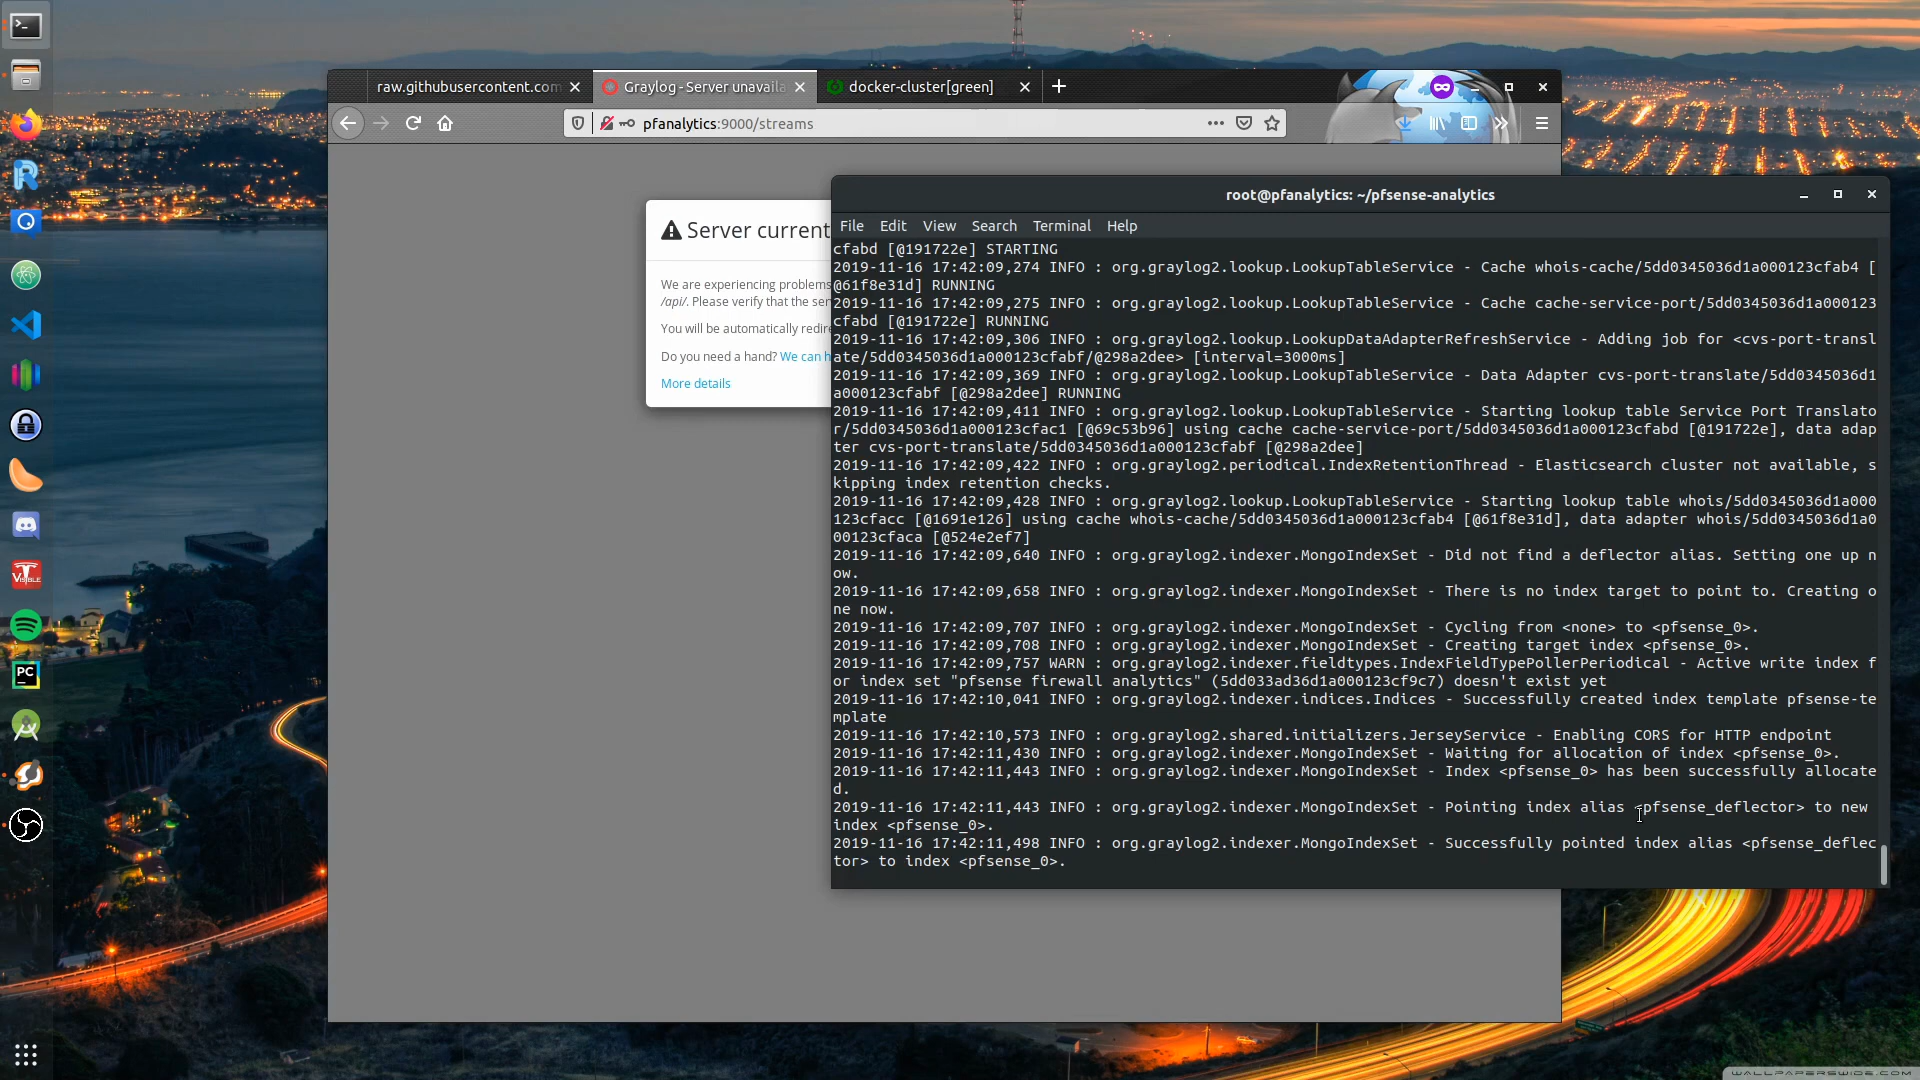 raw.githubusercontent.com
Graylog - Server unavaila
docker-cluster[green]
pfanalytics:9000/streams
Server current
We are experiencing problems
/api/. Please verify that the ser
You will be automatically redire
Do you need a hand? We can h
More details
root@pfanalytics: ~/pfsense-analytics
File Edit View Search Terminal Help
cfabd [@191722e] STARTING
2019-11-16 17:42:09,274 INFO : org.graylog2.lookup.LookupTableService - Cache whois-cache/5dd0345036d1a000123cfab4 [
@61f8e31d] RUNNING
2019-11-16 17:42:09,275 INFO : org.graylog2.lookup.LookupTableService - Cache cache-service-port/5dd0345036d1a000123
cfabd [@191722e] RUNNING
2019-11-16 17:42:09,306 INFO : org.graylog2.lookup.LookupDataAdapterRefreshService - Adding job for <cvs-port-transl
ate/5dd0345036d1a000123cfabf/@298a2dee> [interval=3000ms]
2019-11-16 17:42:09,369 INFO : org.graylog2.lookup.LookupTableService - Data Adapter cvs-port-translate/5dd0345036d1
a000123cfabf [@298a2dee] RUNNING
2019-11-16 17:42:09,411 INFO : org.graylog2.lookup.LookupTableService - Starting lookup table Service Port Translato
r/5dd0345036d1a000123cfac1 [@69c53b96] using cache cache-service-port/5dd0345036d1a000123cfabd [@191722e], data adap
ter cvs-port-translate/5dd0345036d1a000123cfabf [@298a2dee]
2019-11-16 17:42:09,422 INFO : org.graylog2.periodical.IndexRetentionThread - Elasticsearch cluster not available, s
kipping index retention checks.
2019-11-16 17:42:09,428 INFO : org.graylog2.lookup.LookupTableService - Starting lookup table whois/5dd0345036d1a000
123cfacc [@1691e126] using cache whois-cache/5dd0345036d1a000123cfab4 [@61f8e31d], data adapter whois/5dd0345036d1a0
00123cfaca [@524e2ef7]
2019-11-16 17:42:09,640 INFO : org.graylog2.indexer.MongoIndexSet - Did not find a deflector alias. Setting one up n
ow.
2019-11-16 17:42:09,658 INFO : org.graylog2.indexer.MongoIndexSet - There is no index target to point to. Creating o
ne now.
2019-11-16 17:42:09,707 INFO : org.graylog2.indexer.MongoIndexSet - Cycling from <none> to <pfsense_0>.
2019-11-16 17:42:09,708 INFO : org.graylog2.indexer.MongoIndexSet - Creating target index <pfsense_0>.
2019-11-16 17:42:09,757 WARN : org.graylog2.indexer.fieldtypes.IndexFieldTypePollerPeriodical - Active write index f
or index set "pfsense firewall analytics" (5dd033ad36d1a000123cf9c7) doesn't exist yet
2019-11-16 17:42:10,041 INFO : org.graylog2.indexer.indices.Indices - Successfully created index template pfsense-te
mplate
2019-11-16 17:42:10,573 INFO : org.graylog2.shared.initializers.JerseyService - Enabling CORS for HTTP endpoint
2019-11-16 17:42:11,430 INFO : org.graylog2.indexer.MongoIndexSet - Waiting for allocation of index <pfsense_0>.
2019-11-16 17:42:11,443 INFO : org.graylog2.indexer.MongoIndexSet - Index <pfsense_0> has been successfully allocate
d.
2019-11-16 17:42:11,443 INFO : org.graylog2.indexer.MongoIndexSet - Pointing index alias <pfsense_deflector> to new
index <pfsense_0>.
2019-11-16 17:42:11,498 INFO : org.graylog2.indexer.MongoIndexSet - Successfully pointed index alias <pfsense_deflec
tor> to index <pfsense_0>.
PC
WALLPAPERSWIDE.COM